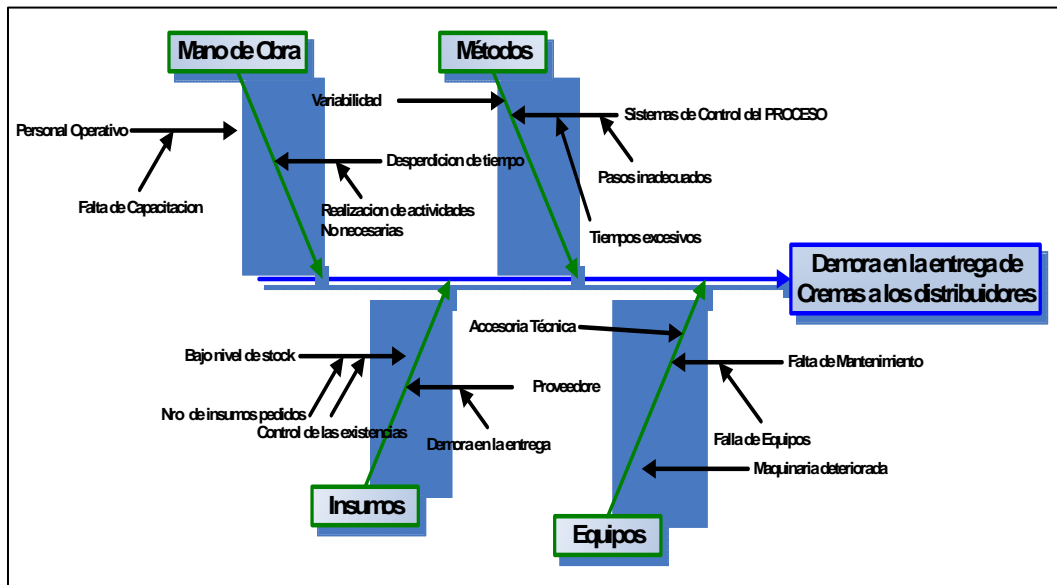 Mano de Obra
Métodos
Variabilidad
Sistemas de Control del PROCESO
Personal Operativo
Desperdicion de tiempo
Pasos inadecuados
Falta de Capacitacion
Realizacion de actividades
No necesarias
Tiempos excesivos
Demora en la entrega de
Cremas a los distribuidores
Accesoria Técnica
Bajo nivel de stock
Falta de Mantenimiento
Proveedore
Nro de insumos pedidos
Control de las existencias
Demora en la entrega
Falla de Equipos
Maquinaria deteriorada
Insumos
Equipos